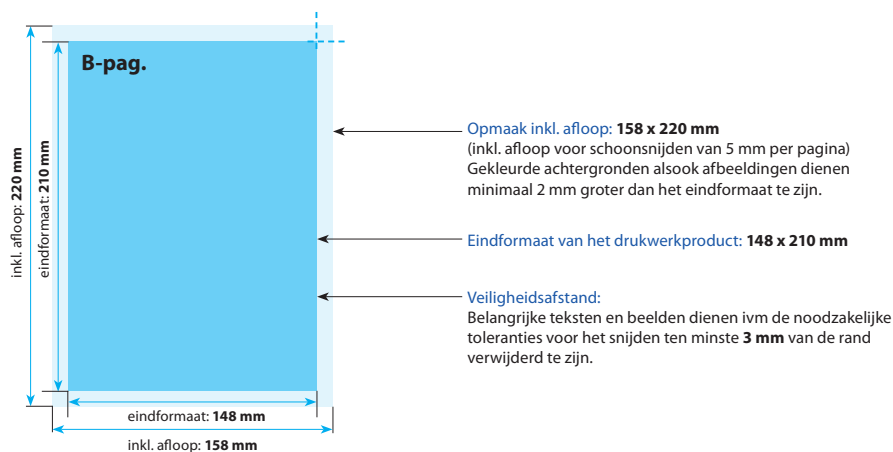 B-pag.
inkl. afloop: 220 mm
eindformaat: 210 mm
Opmaak inkl. afloop: 158 x 220 mm
(inkl. afloop voor schoonsnijden van 5 mm per pagina)
Gekleurde achtergronden alsook afbeeldingen dienen
minimaal 2 mm groter dan het eindformaat te zijn.
Eindformaat van het drukwerkproduct: 148 x 210 mm
Veiligheidsafstand:
Belangrijke teksten en beelden dienen ivm de noodzakelijke
toleranties voor het snijden ten minste 3 mm van de rand
verwijderd te zijn.
eindformaat: 148 mm
inkl. afloop: 158 mm